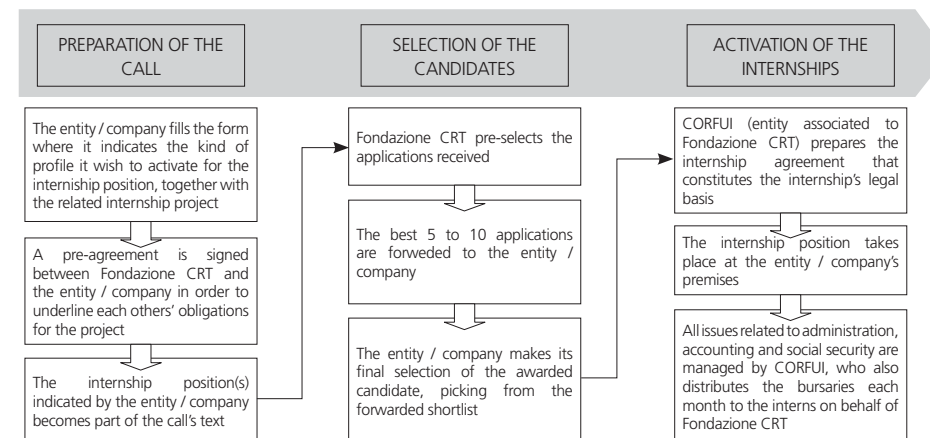 PREPARATION OF THE
CALL
The entity / company fills the form
where it indicates the kind of
profile it wish to activate for the
interniship position, together with
the related internship project
A pre-agreement is signed
between Fondazione CRT and
the entity / company in order to
underline each others' obligations
for the project
The internship position(s)
indicated by the entity / company
becomes part of the call's text
SELECTION OF THE
CANDIDATES
Fondazione CRT pre-selects the
applications received
The best 5 to 10 applications
are forweded to the entity /
company
The entity / company makes its
final selection of the awarded
candidate, picking from the
forwarded shortlist
ACTIVATION OF THE
INTERNSHIPS
CORFUI (entity associated to
Fondazione CRT) prepares the
internship agreement that
constitutes the internship's legal
basis
The internship position takes
place at the entity / company's
premises
All issues related to administration,
accounting and social security are
managed by CORFUI, who also
distributes the bursaries each
month to the interns on behalf of
Fondazione CRT